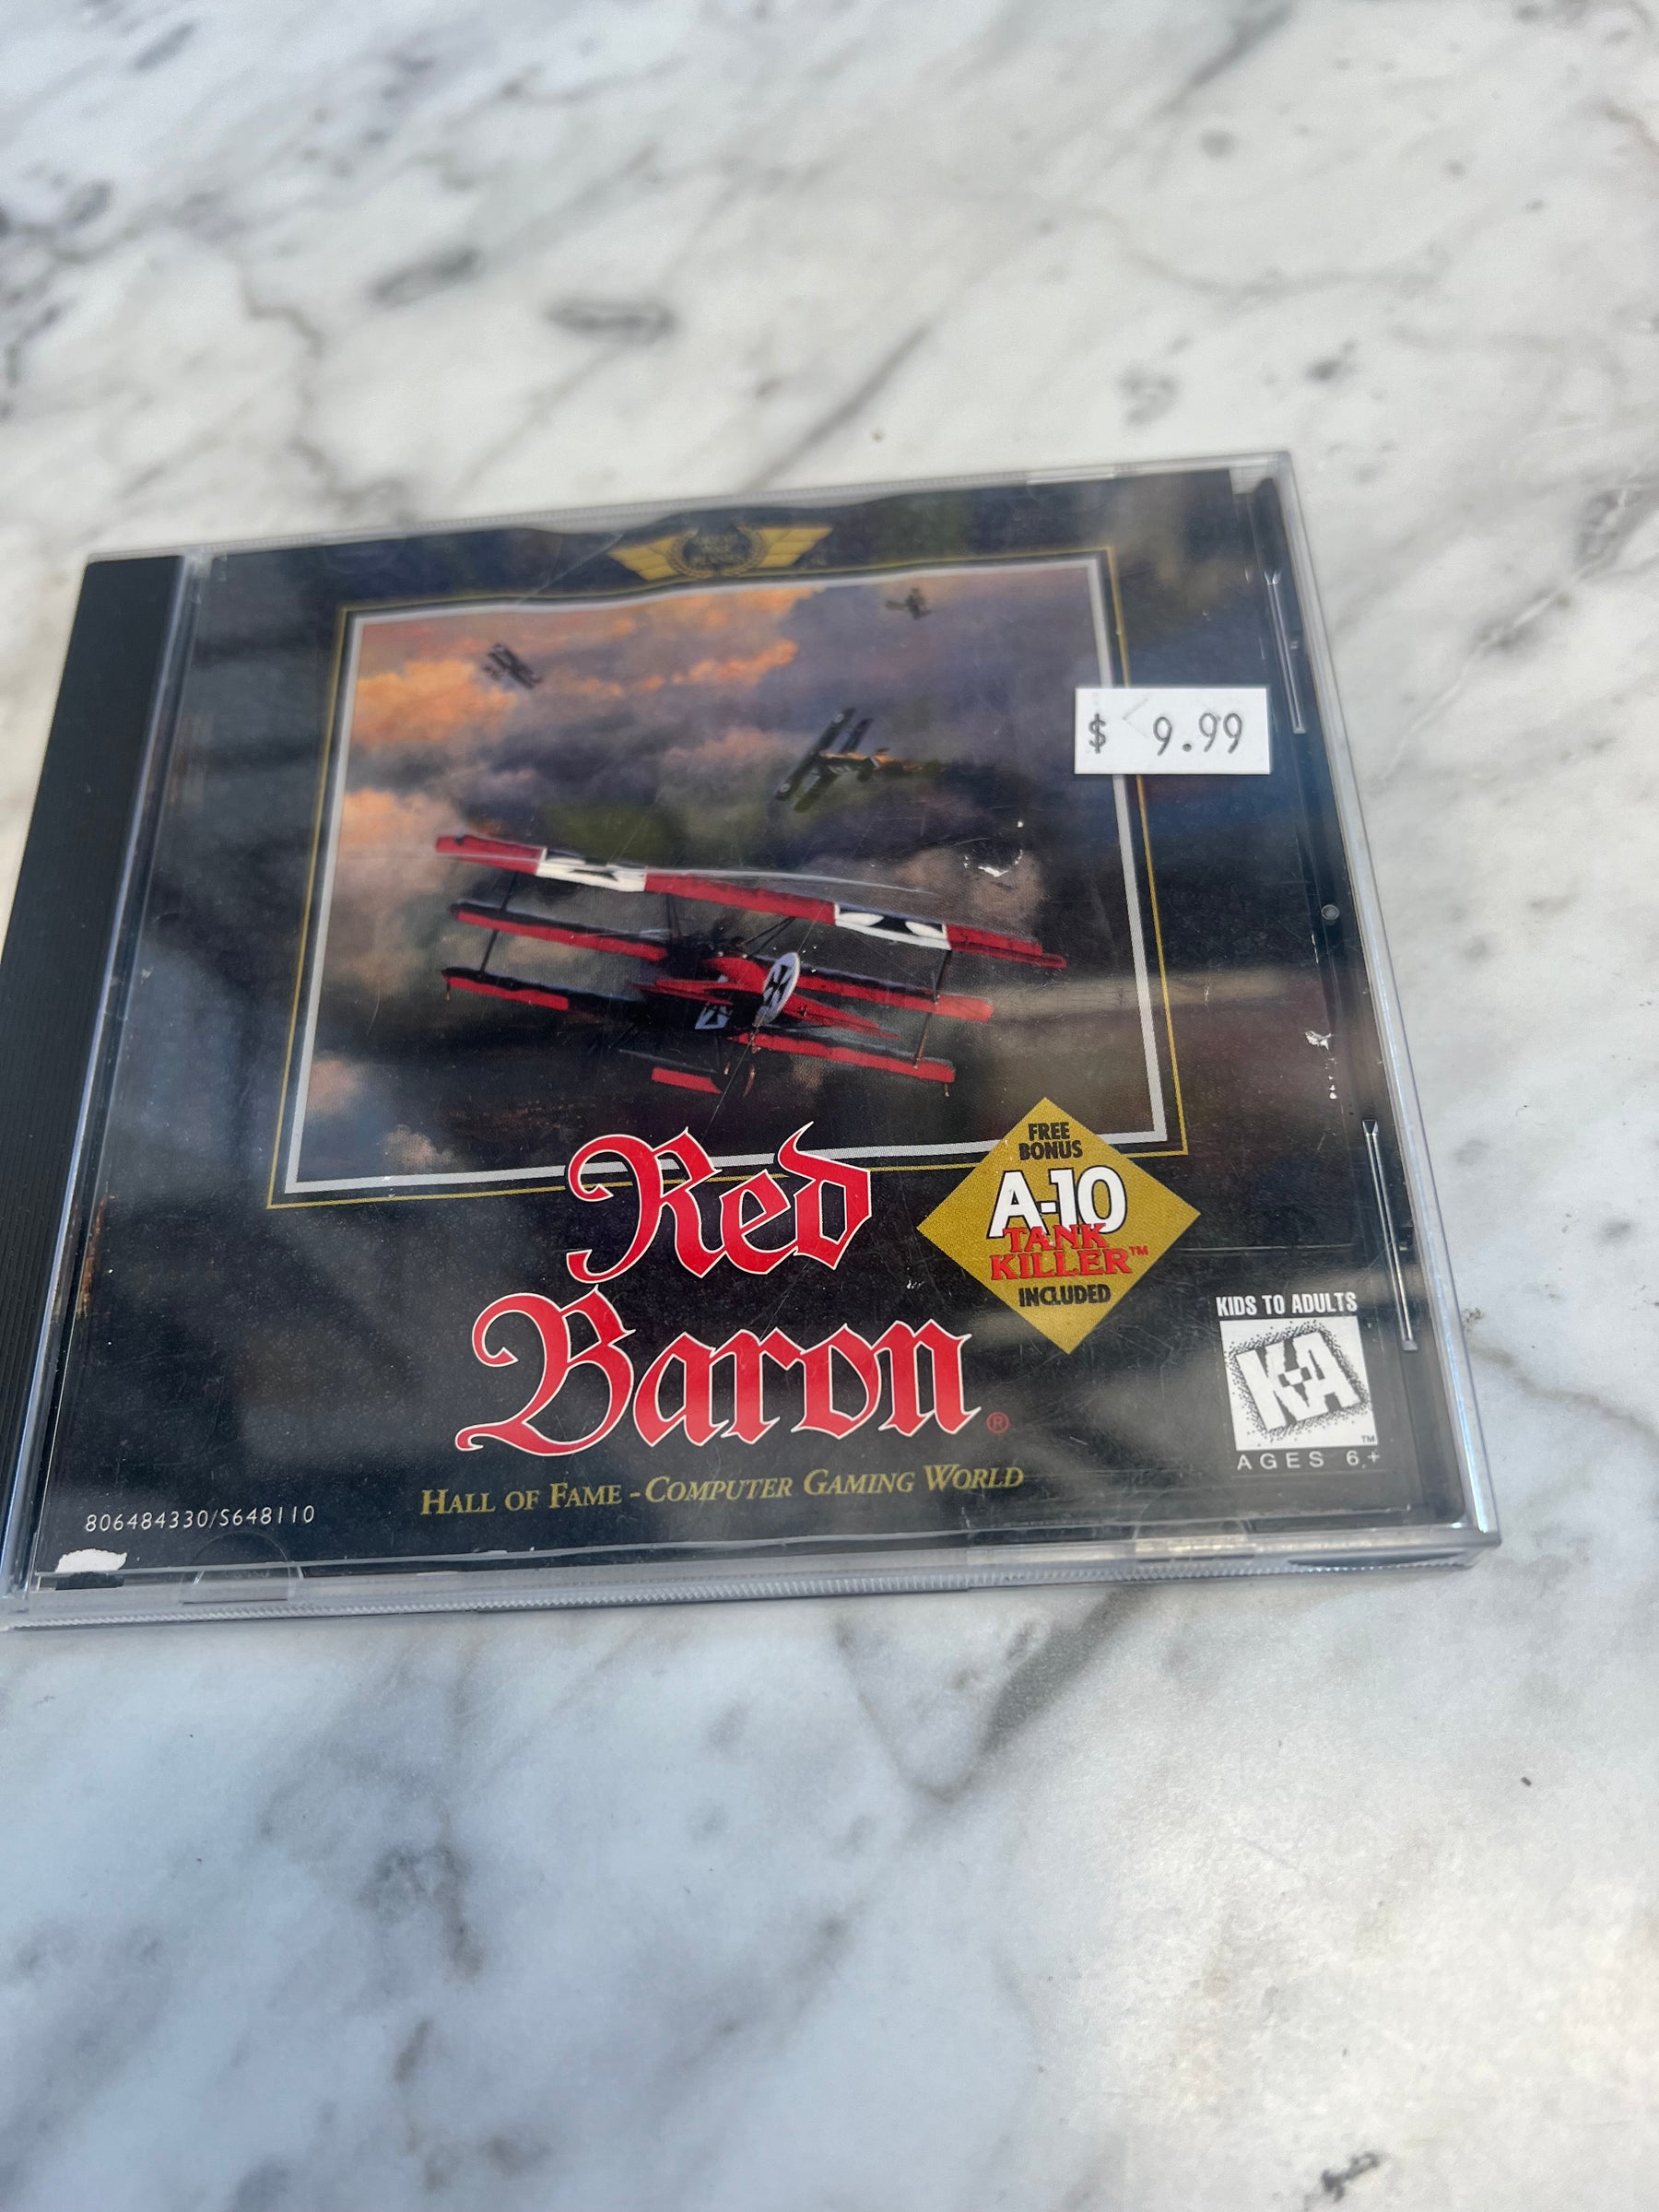 $ 9.99
FREE
BONUS
A-10
TANK
KILLER™
INCLUDED
Red
Baron®
KIDS TO ADULTS
K-A™
AGES 6+
HALL OF FAME - COMPUTER GAMING WORLD
806484330/S648110